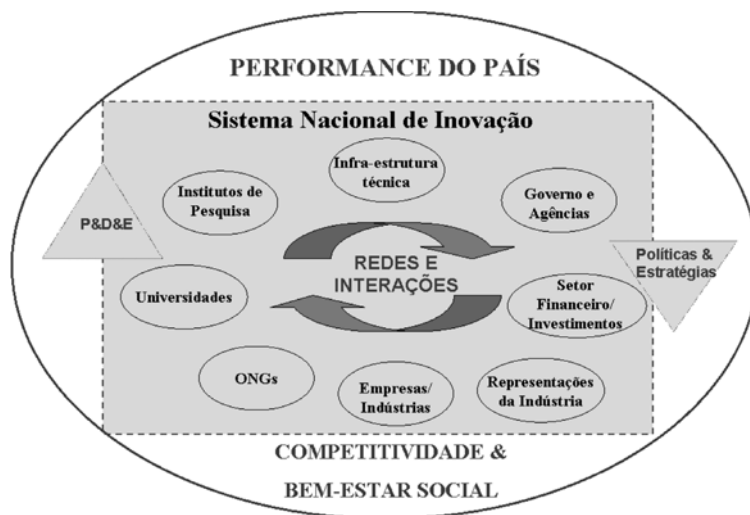 PERFORMANCE DO PAÍS
Sistema Nacional de Inovação
Infra-estrutura
técnica
Institutos de
Pesquisa
Governo e
Agências
P&D&E
REDES E
INTERAÇÕES
Políticas &
Estratégias
Universidades
Setor
Financeiro/
Investimentos
ONGs
Empresas/
Indústrias
Representações
da Indústria
COMPETITIVIDADE &
BEM-ESTAR SOCIAL